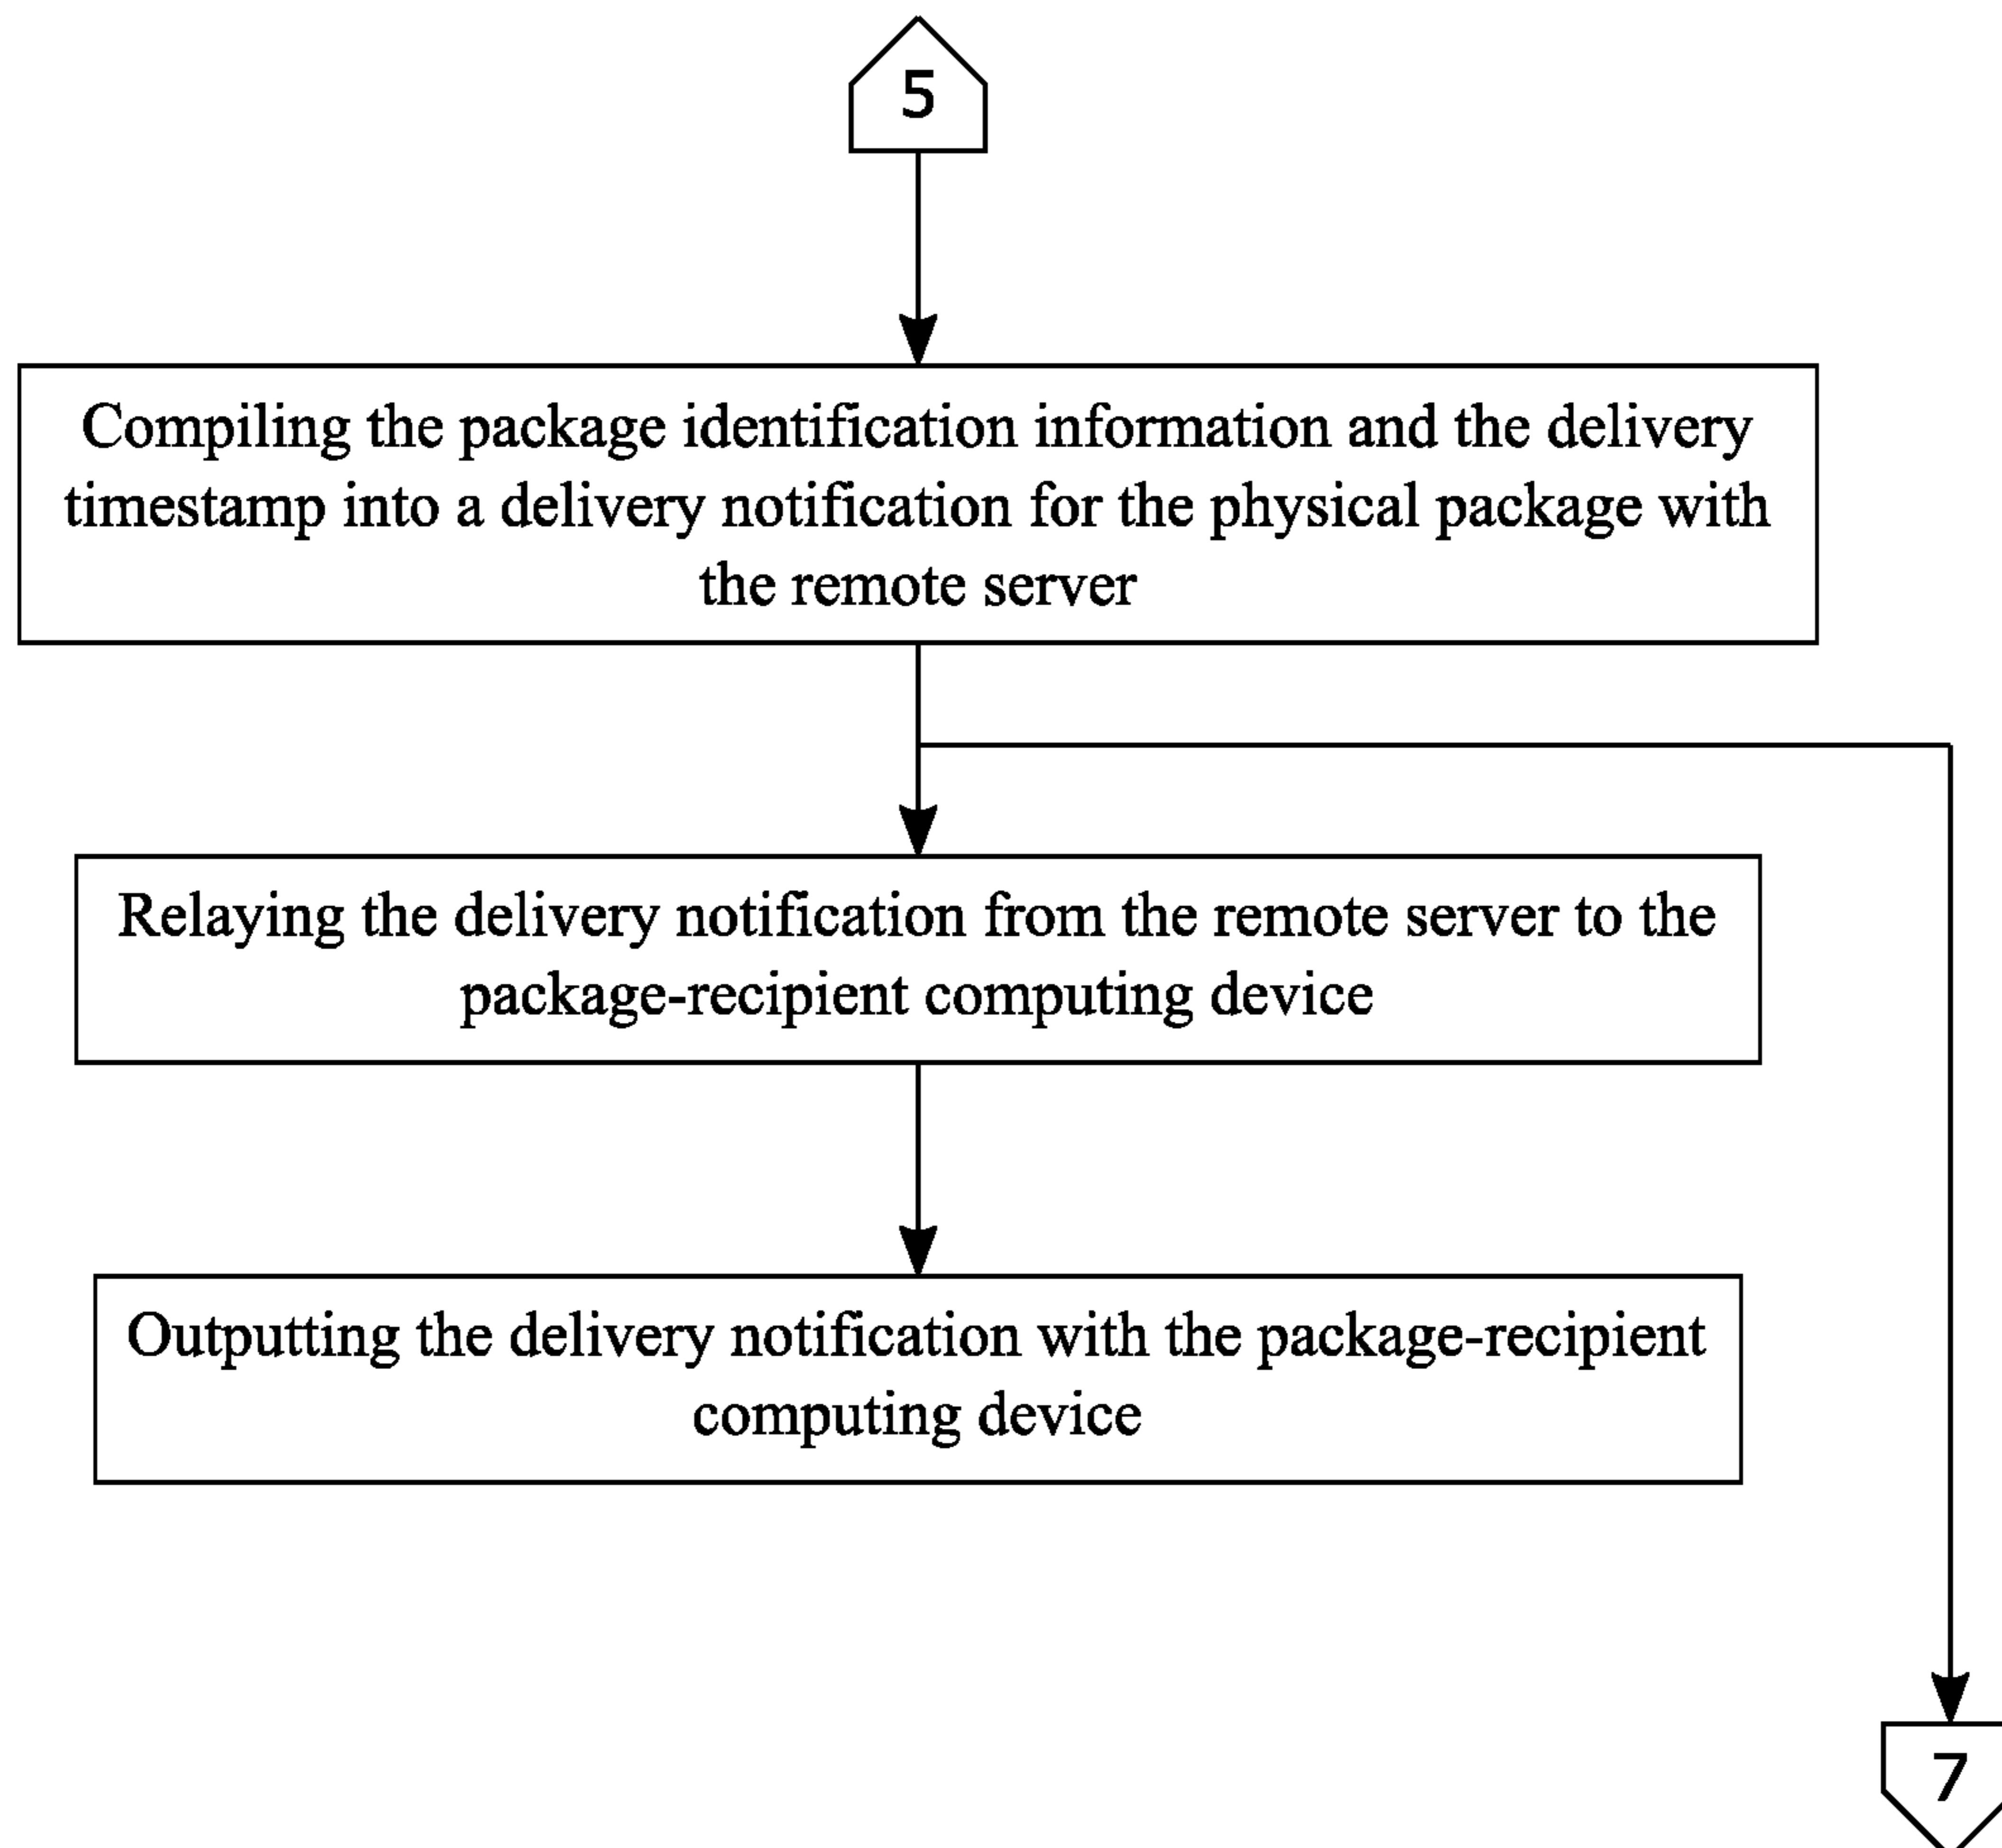 5
Compiling the package identification information and the delivery
timestamp into a delivery notification for the physical package with
the remote server
Relaying the delivery notification from the remote server to the
package-recipient computing device
Outputting the delivery notification with the package-recipient
computing device
7